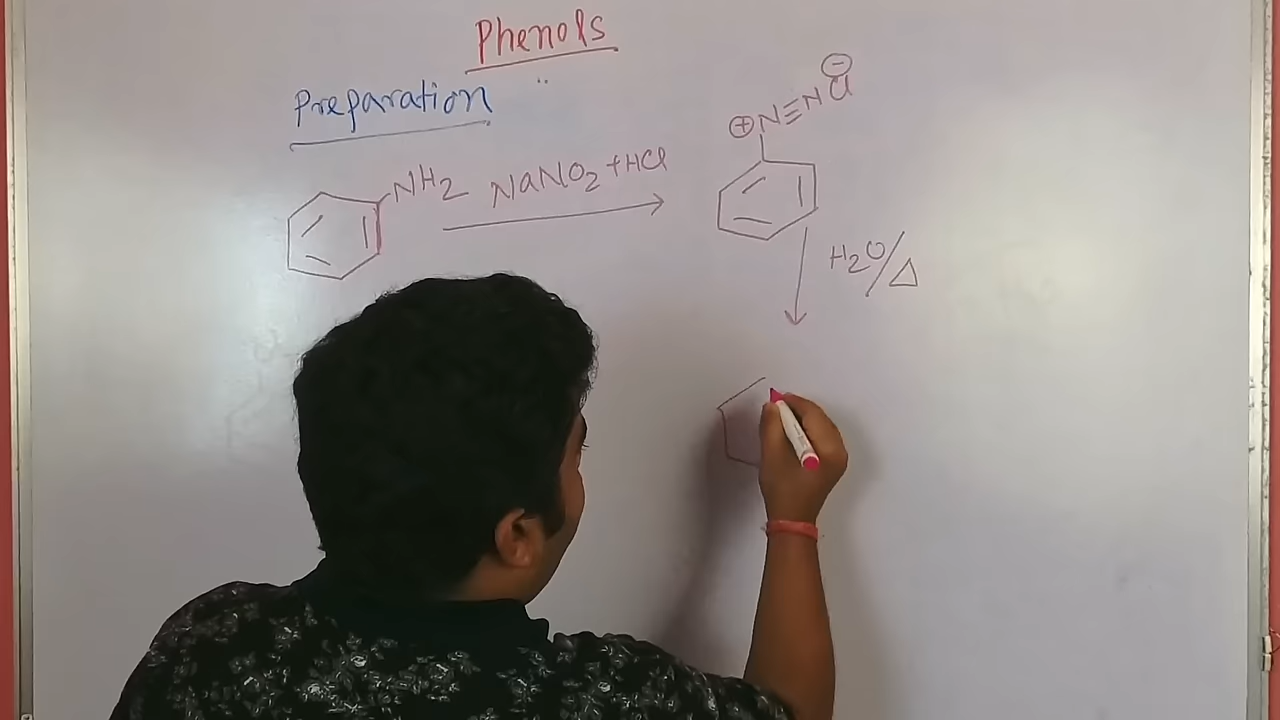 Phenols
Preparation
NH2 NaNO2 +HCl
⊕N≡N Cl ⊖
H2O/△